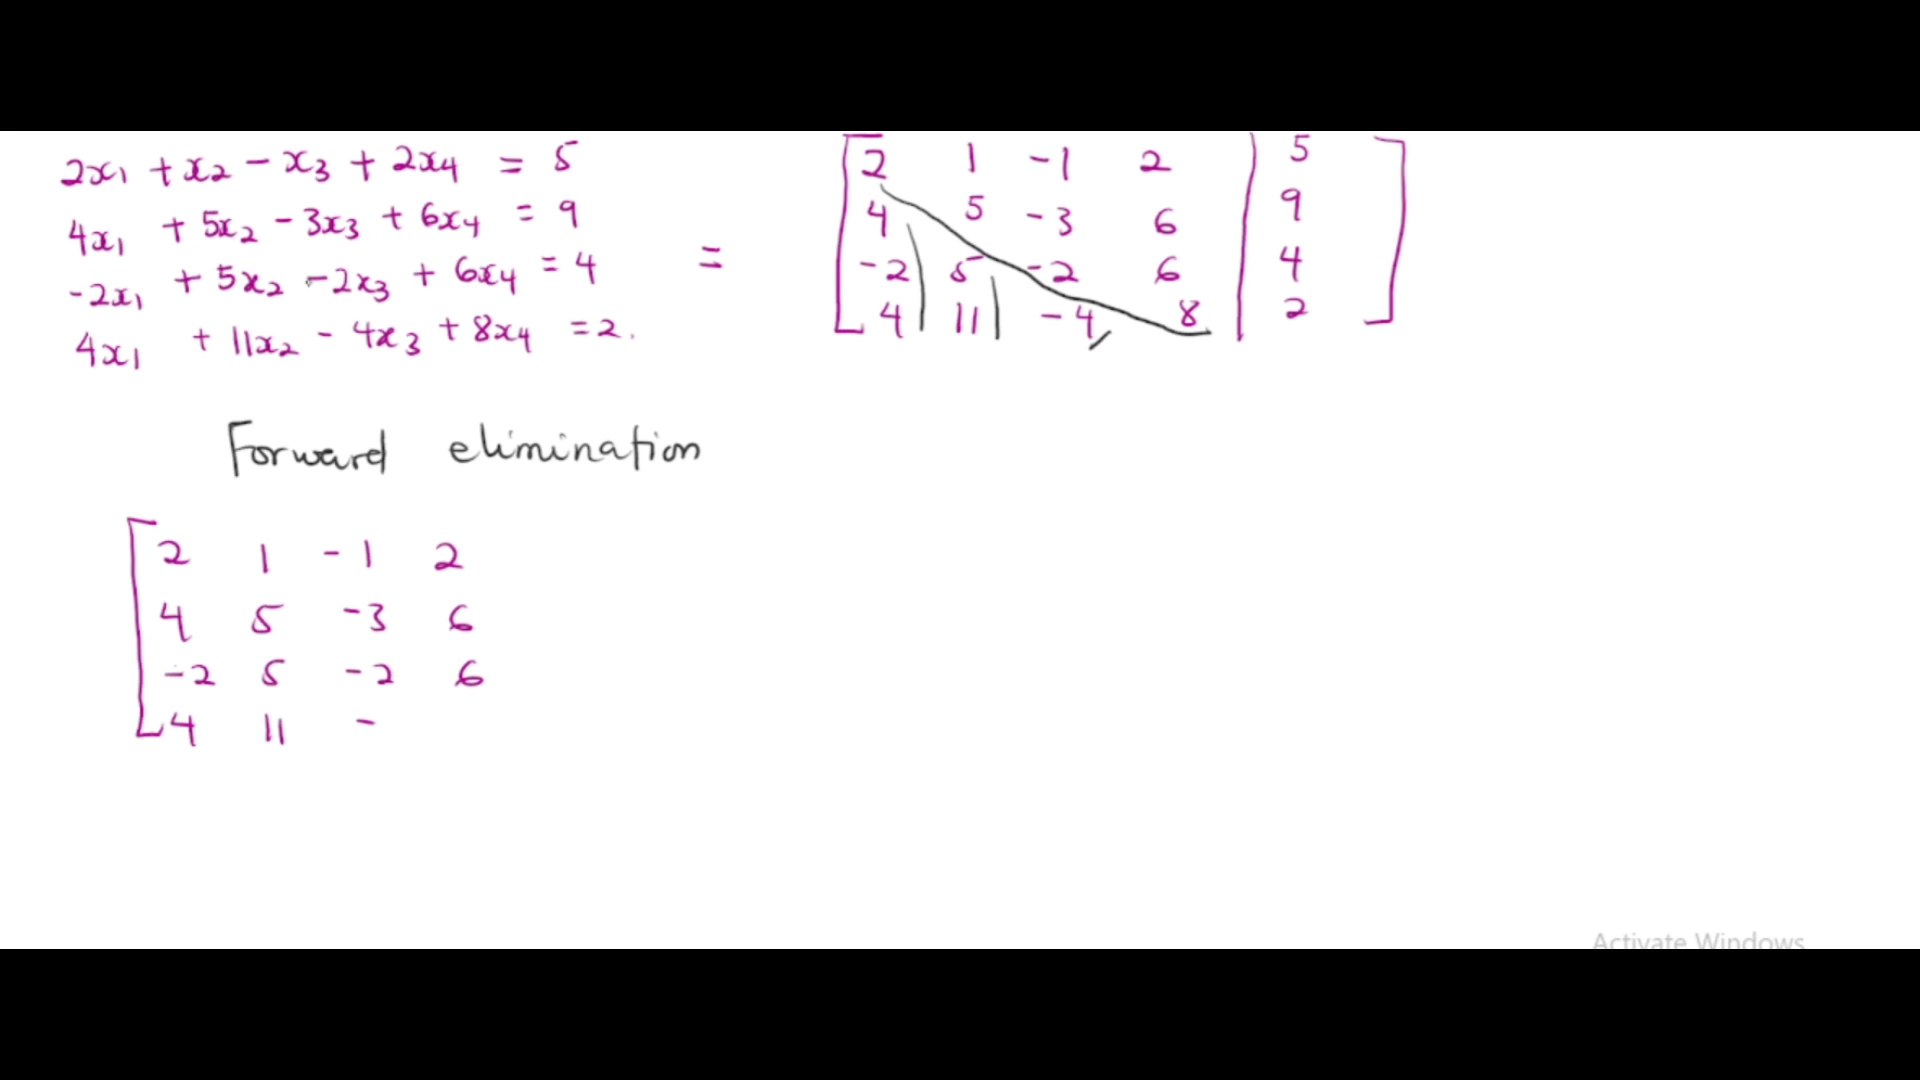 2x₁ + x₂ - x₃ + 2x₄ = 5
4x₁ + 5x₂ - 3x₃ + 6x₄ = 9
-2x₁ + 5x₂ - 2x₃ + 6x₄ = 4
4x₁ + 11x₂ - 4x₃ + 8x₄ = 2.
=
2 1 -1 2 | 5
4 5 -3 6 | 9
-2 5 -2 6 | 4
4 11 -4 8 | 2
Forward elimination
2 1 -1 2
4 5 -3 6
-2 5 -2 6
4 11 -
Activate Windows